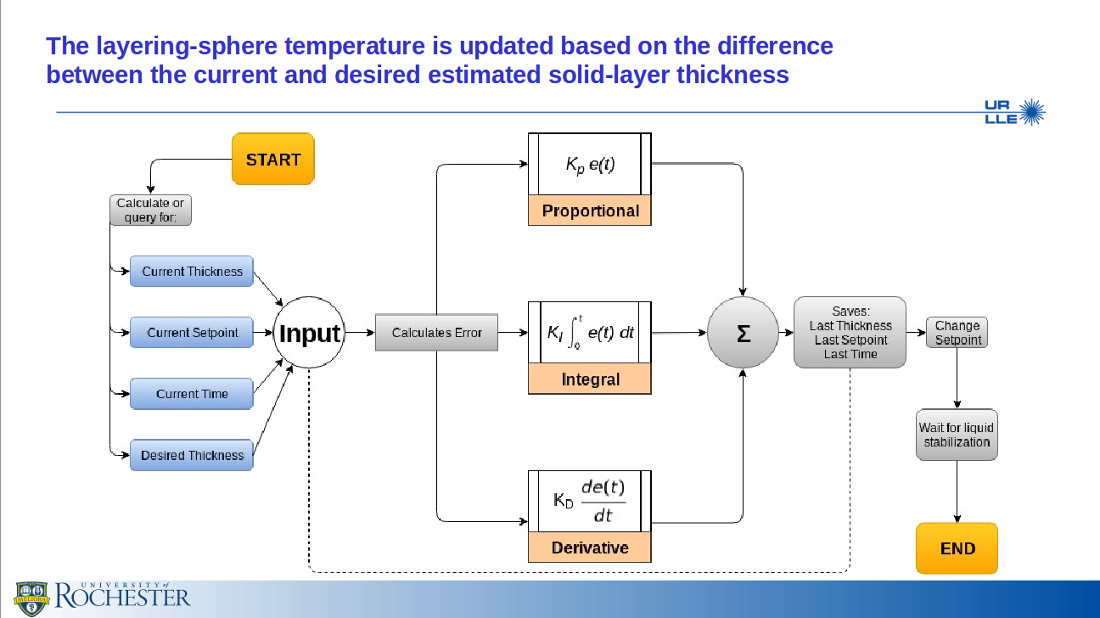 The layering-sphere temperature is updated based on the difference
between the current and desired estimated solid-layer thickness
UR
LLE
START
Calculate or
query for:
Current Thickness
Current Setpoint
Current Time
Desired Thickness
Input
Calculates Error
K_p e(t)
Proportional
K_I ∫_0^t e(t) dt
Integral
K_D de(t)/dt
Derivative
Σ
Saves:
Last Thickness
Last Setpoint
Last Time
Change
Setpoint
Wait for liquid
stabilization
END
UNIVERSITY of
ROCHESTER